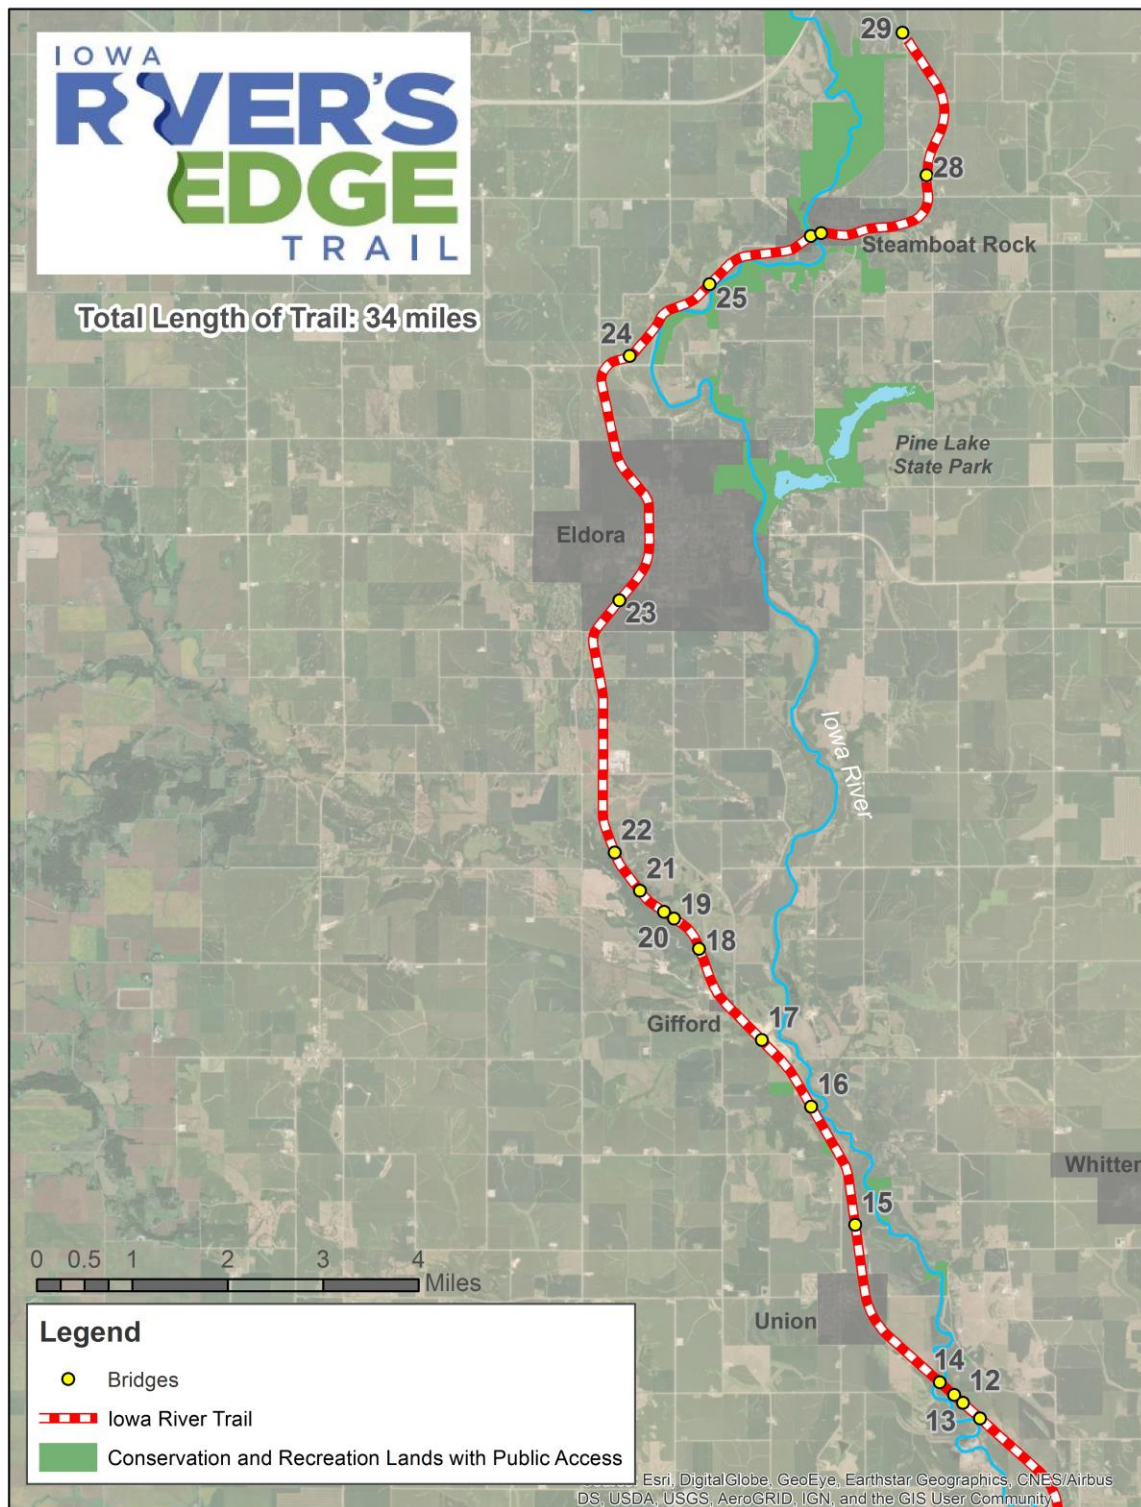 IOWA
RIVER'S
EDGE
TRAIL
Total Length of Trail: 34 miles
29
28
Steamboat Rock
25
24
Pine Lake
State Park
Eldora
23
Iowa River
22
21
19
20
18
Gifford
17
16
Whitten
15
0 0.5 1 2 3 4
Miles
Union
14
12
13
Legend
Bridges
Iowa River Trail
Conservation and Recreation Lands with Public Access
Esri, DigitalGlobe, GeoEye, Earthstar Geographics, CNES/Airbus
DS, USDA, USGS, AeroGRID, IGN, and the GIS User Community